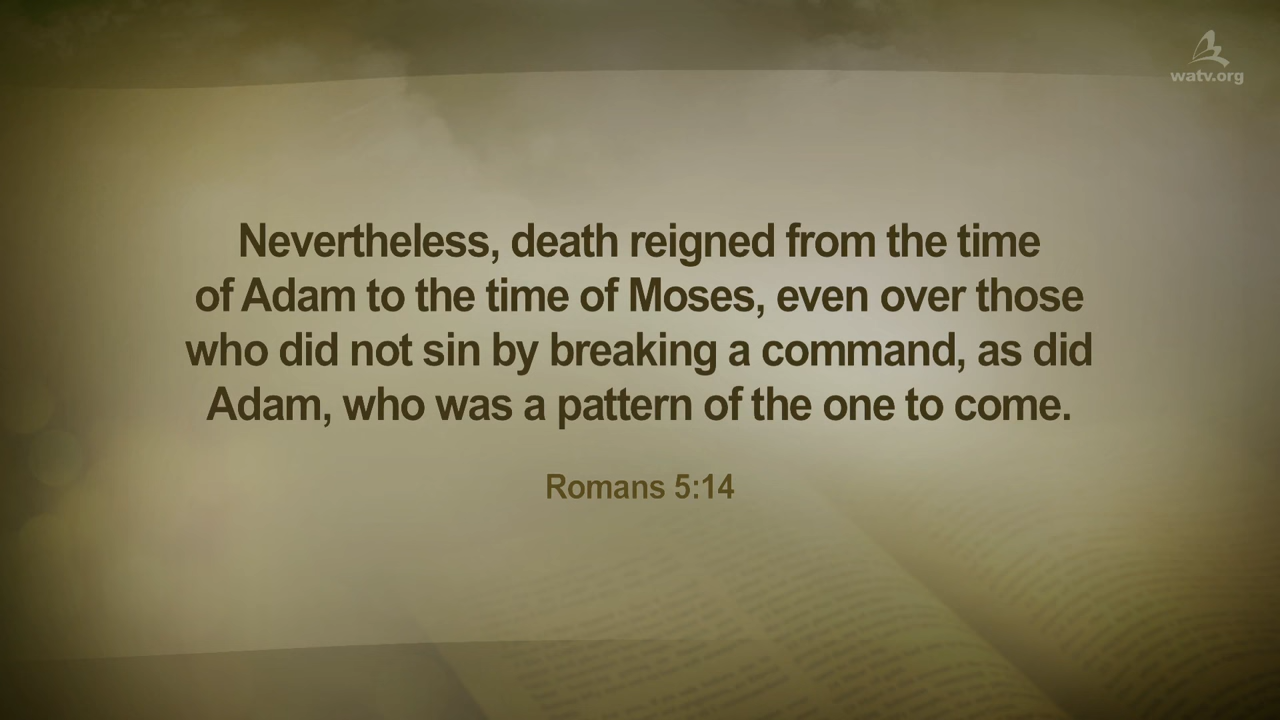 watv.org
Nevertheless, death reigned from the time
of Adam to the time of Moses, even over those
who did not sin by breaking a command, as did
Adam, who was a pattern of the one to come.
Romans 5:14